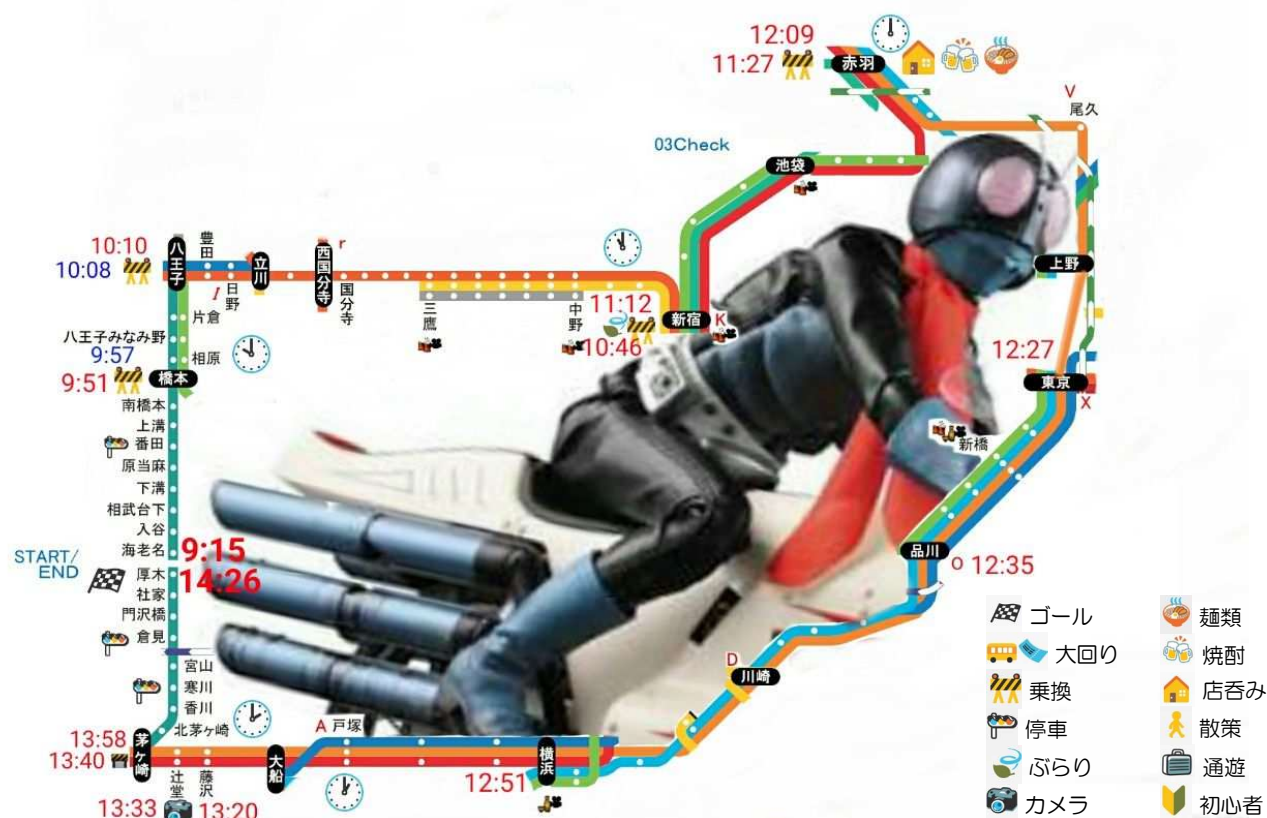 12:09
11:27
赤羽
V
尾久
03Check
池袋
10:10
10:08
八王子
豊田
日野
I
立川
西国分寺
r
国分寺
三鷹
中野
11:12
10:46
新宿
K
上野
片倉
八王子みなみ野
9:57
相原
9:51
橋本
12:27
東京
X
南橋本
上溝
番田
原当麻
下溝
相武台下
入谷
海老名
9:15
新橋
START/
END
厚木
14:26
社家
門沢橋
倉見
宮山
寒川
香川
北茅ヶ崎
品川
O 12:35
D
川崎
13:58
13:40
茅ヶ崎
辻堂
藤沢
大船
A 戸塚
横浜
12:51
13:33
13:20
ゴール
麺類
大回り
焼酎
乗換
店呑み
停車
散策
ぶらり
通遊
カメラ
初心者